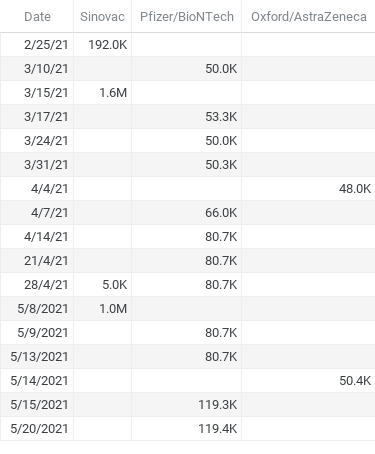 Date Sinovac Pfizer/BioNTech Oxford/AstraZeneca
2/25/21 192.0K
3/10/21 50.0K
3/15/21 1.6M
3/17/21 53.3K
3/24/21 50.0K
3/31/21 50.3K
4/4/21 48.0K
4/7/21 66.0K
4/14/21 80.7K
21/4/21 80.7K
28/4/21 5.0K 80.7K
5/8/2021 1.0M
5/9/2021 80.7K
5/13/2021 80.7K
5/14/2021 50.4K
5/15/2021 119.3K
5/20/2021 119.4K